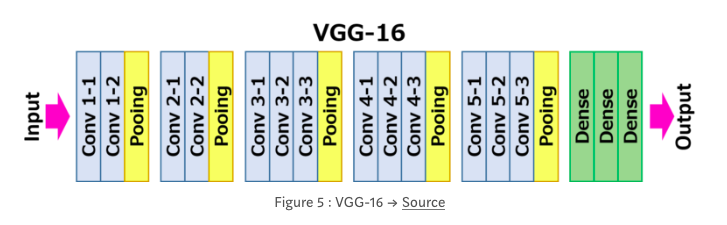 VGG-16
Input
Conv 1-1
Conv 1-2
Pooing
Conv 2-1
Conv 2-2
Pooing
Conv 3-1
Conv 3-2
Conv 3-3
Pooing
Conv 4-1
Conv 4-2
Conv 4-3
Pooing
Conv 5-1
Conv 5-2
Conv 5-3
Pooing
Dense
Dense
Dense
Output
Figure 5 : VGG-16 → Source